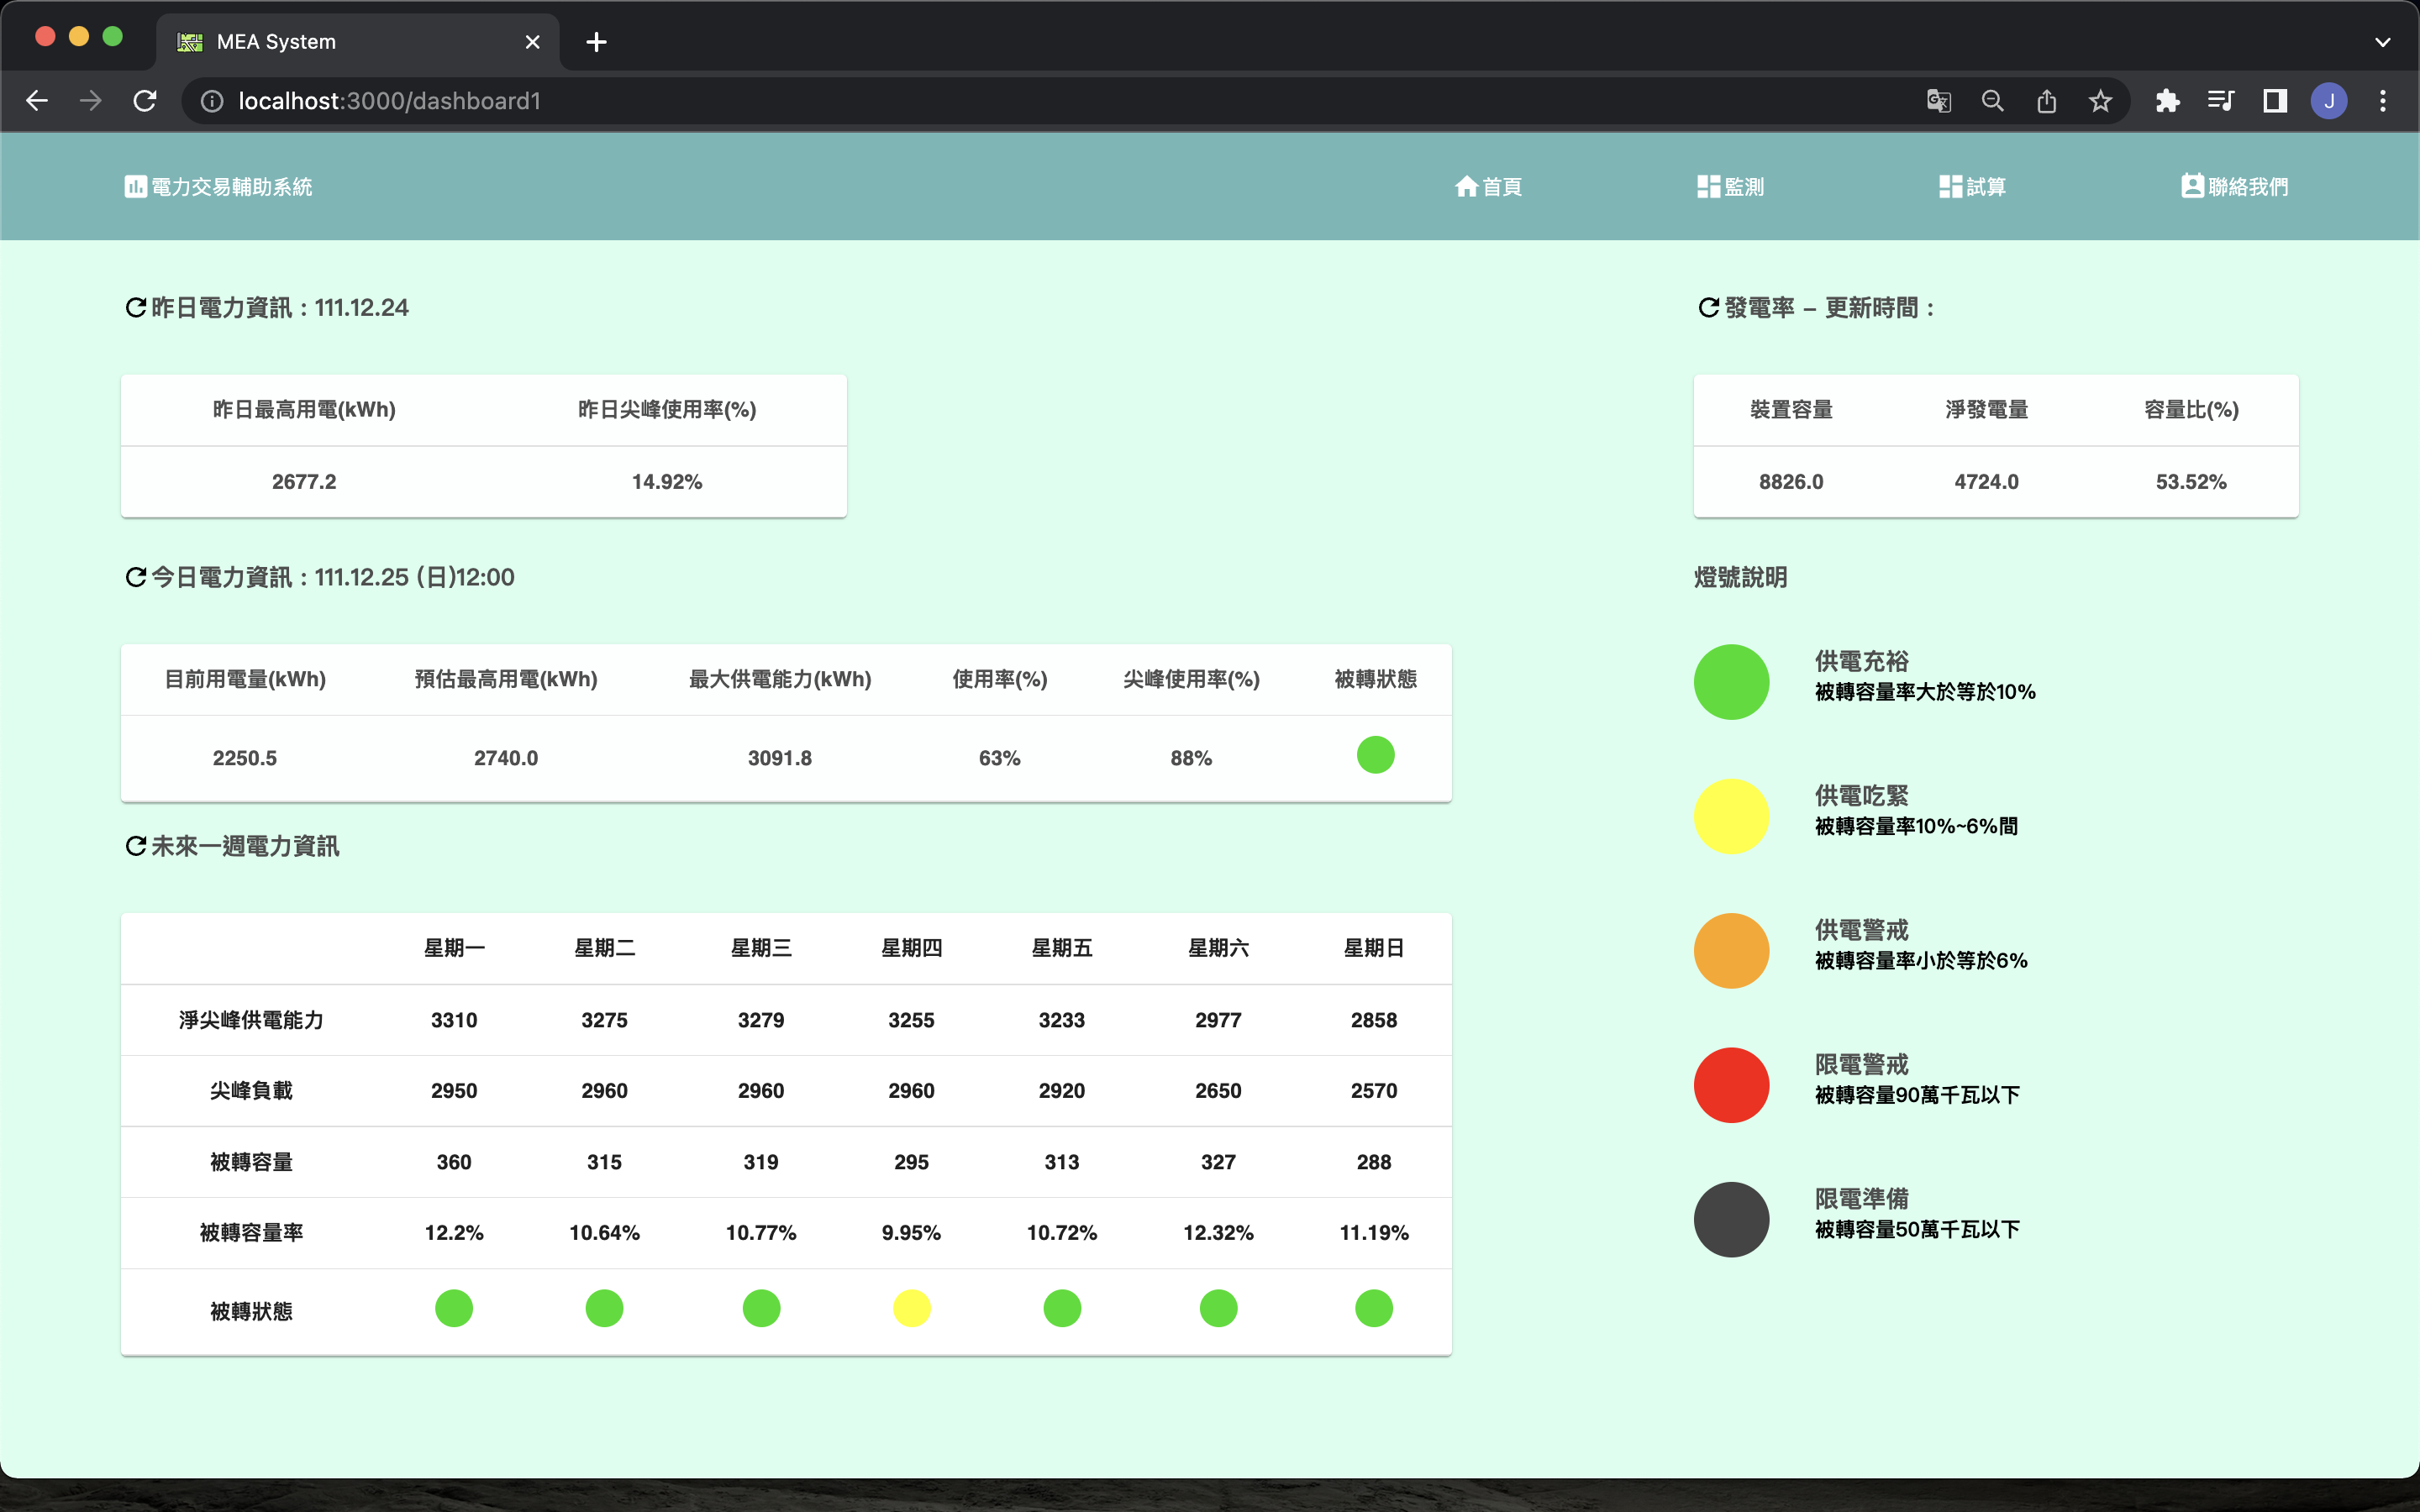 MEA System
localhost:3000/dashboard1
J
電力交易輔助系統
首頁
監測
試算
聯絡我們
昨日電力資訊 : 111.12.24
昨日最高用電(kWh) 昨日尖峰使用率(%)
2677.2 14.92%
今日電力資訊 : 111.12.25 (日)12:00
目前用電量(kWh) 預估最高用電(kWh) 最大供電能力(kWh) 使用率(%) 尖峰使用率(%) 被轉狀態
2250.5 2740.0 3091.8 63% 88%
未來一週電力資訊
星期一 星期二 星期三 星期四 星期五 星期六 星期日
淨尖峰供電能力 3310 3275 3279 3255 3233 2977 2858
尖峰負載 2950 2960 2960 2960 2920 2650 2570
被轉容量 360 315 319 295 313 327 288
被轉容量率 12.2% 10.64% 10.77% 9.95% 10.72% 12.32% 11.19%
被轉狀態
發電率 – 更新時間 :
裝置容量 淨發電量 容量比(%)
8826.0 4724.0 53.52%
燈號說明
供電充裕
被轉容量率大於等於10%
供電吃緊
被轉容量率10%~6%間
供電警戒
被轉容量率小於等於6%
限電警戒
被轉容量90萬千瓦以下
限電準備
被轉容量50萬千瓦以下